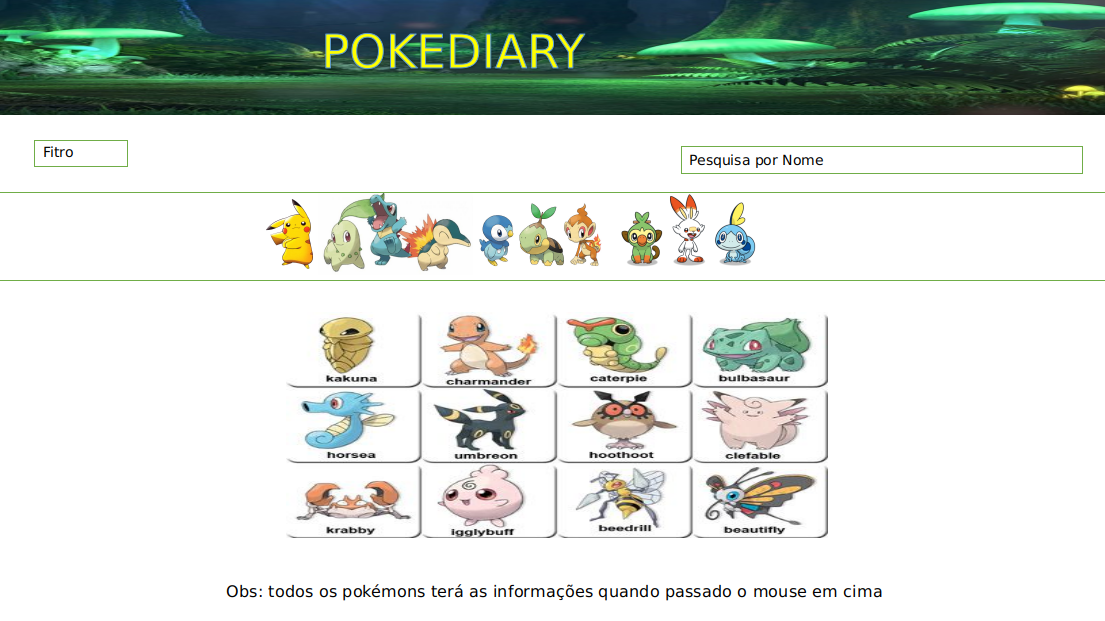 POKEDIARY
Fitro
Pesquisa por Nome
kakuna charmander caterpie bulbasaur
horsea umbreon hoothoot clefable
krabby igglybuff beedrill beautifly
Obs: todos os pokémons terá as informações quando passado o mouse em cima